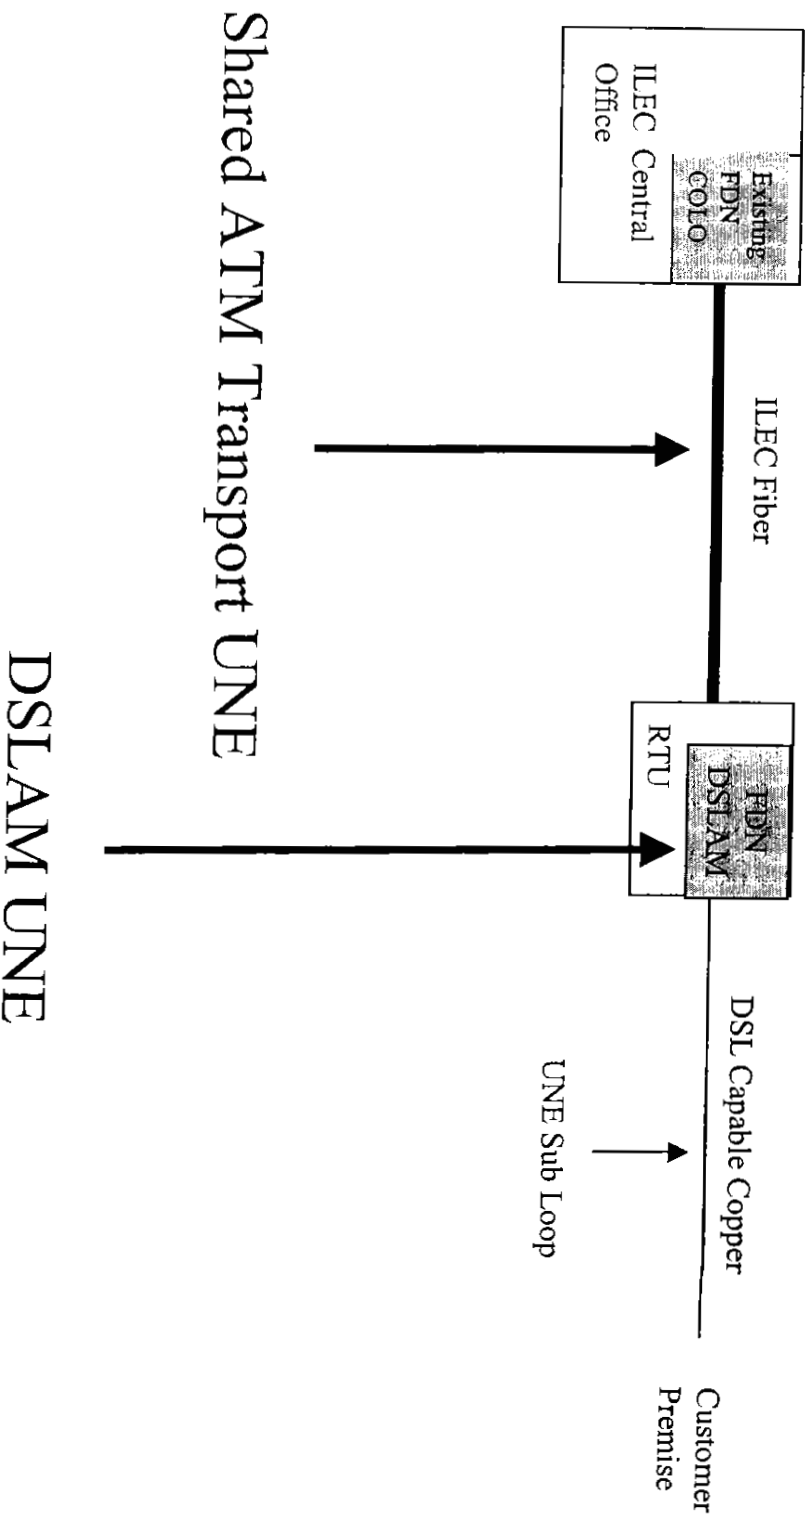 Existing
FDN
COLO
ILEC Central
Office
ILEC Fiber
FDN
DSLAM
RTU
DSL Capable Copper
Customer
Premise
UNE Sub Loop
Shared ATM Transport UNE
DSLAM UNE